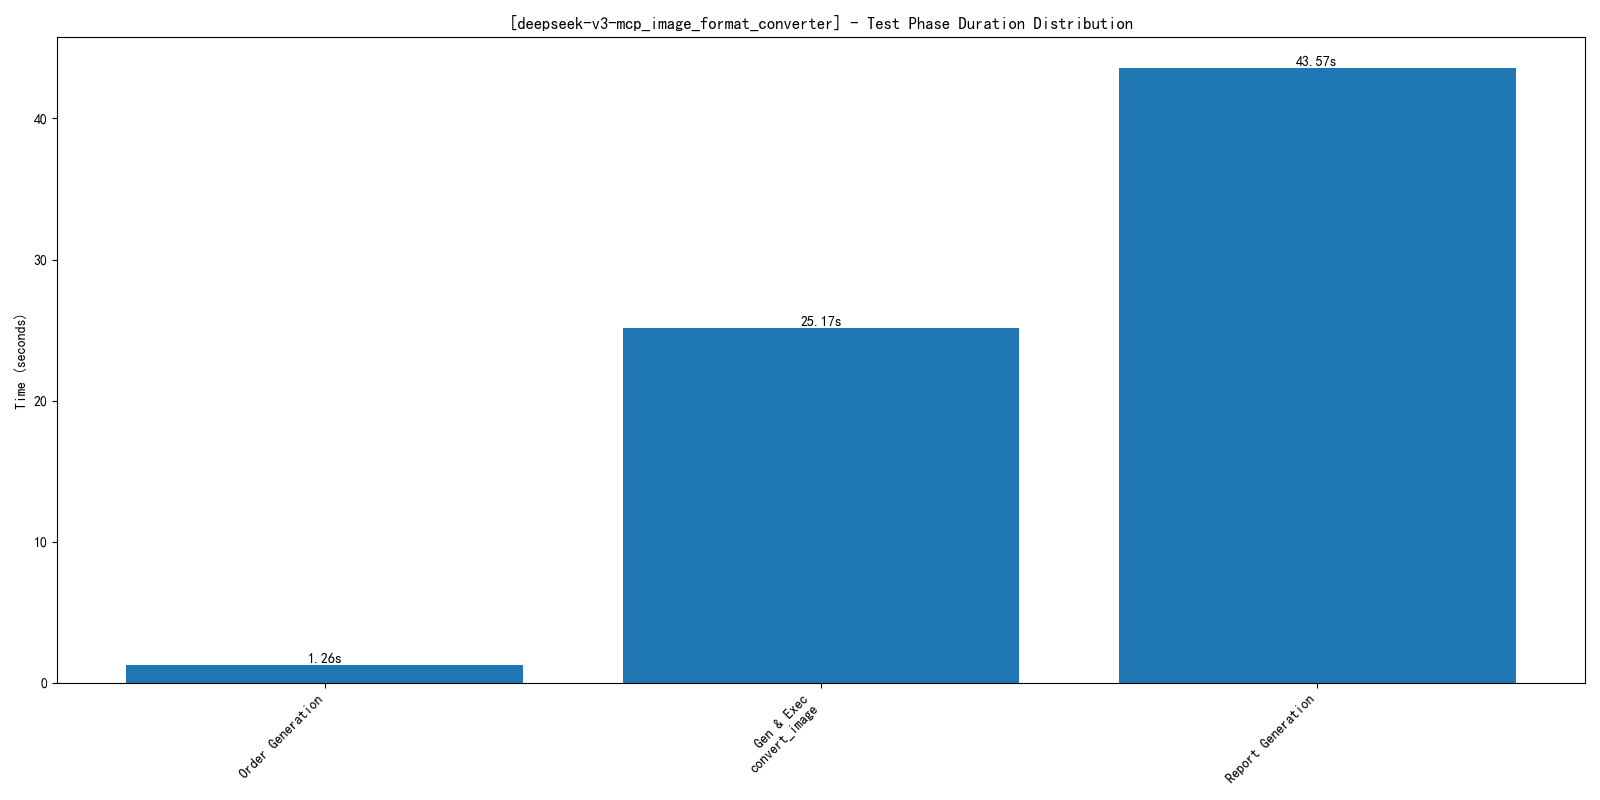 [deepseek-v3-mcp_image_format_converter] - Test Phase Duration Distribution
Time (seconds)
40
30
20
10
0
1.26s
25.17s
43.57s
Order Generation
Gen & Exec
convert_image
Report Generation